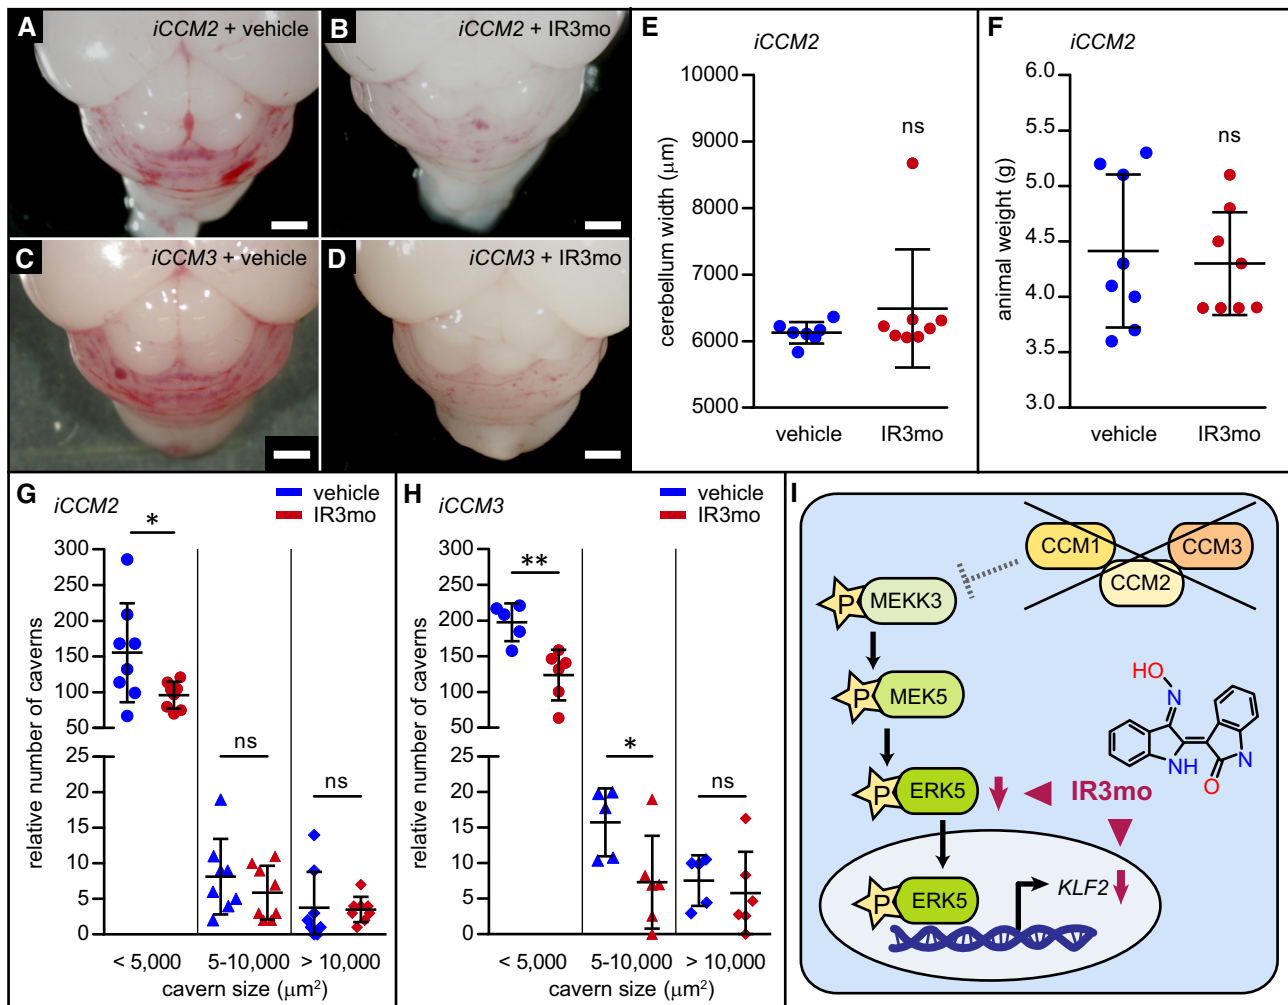 A
iCCM2 + vehicle
B
iCCM2 + IR3mo
C
iCCM3 + vehicle
D
iCCM3 + IR3mo
E
iCCM2
cerebellum width (μm)
10000
9000
8000
7000
6000
5000
ns
vehicle
IR3mo
F
iCCM2
animal weight (g)
6.0
5.0
4.5
4.0
3.5
3.0
ns
vehicle
IR3mo
G
iCCM2
vehicle
IR3mo
relative number of caverns
300
250
200
150
100
50
25
20
15
10
5
0
*
ns
ns
< 5,000
5-10,000
> 10,000
cavern size (μm²)
H
iCCM3
vehicle
IR3mo
relative number of caverns
300
250
200
150
100
50
25
20
15
10
5
0
**
*
ns
< 5,000
5-10,000
> 10,000
cavern size (μm²)
I
CCM1
CCM3
CCM2
P
MEKK3
P
MEK5
P
ERK5
IR3mo
P
ERK5
KLF2
HO
N
NH
N
O